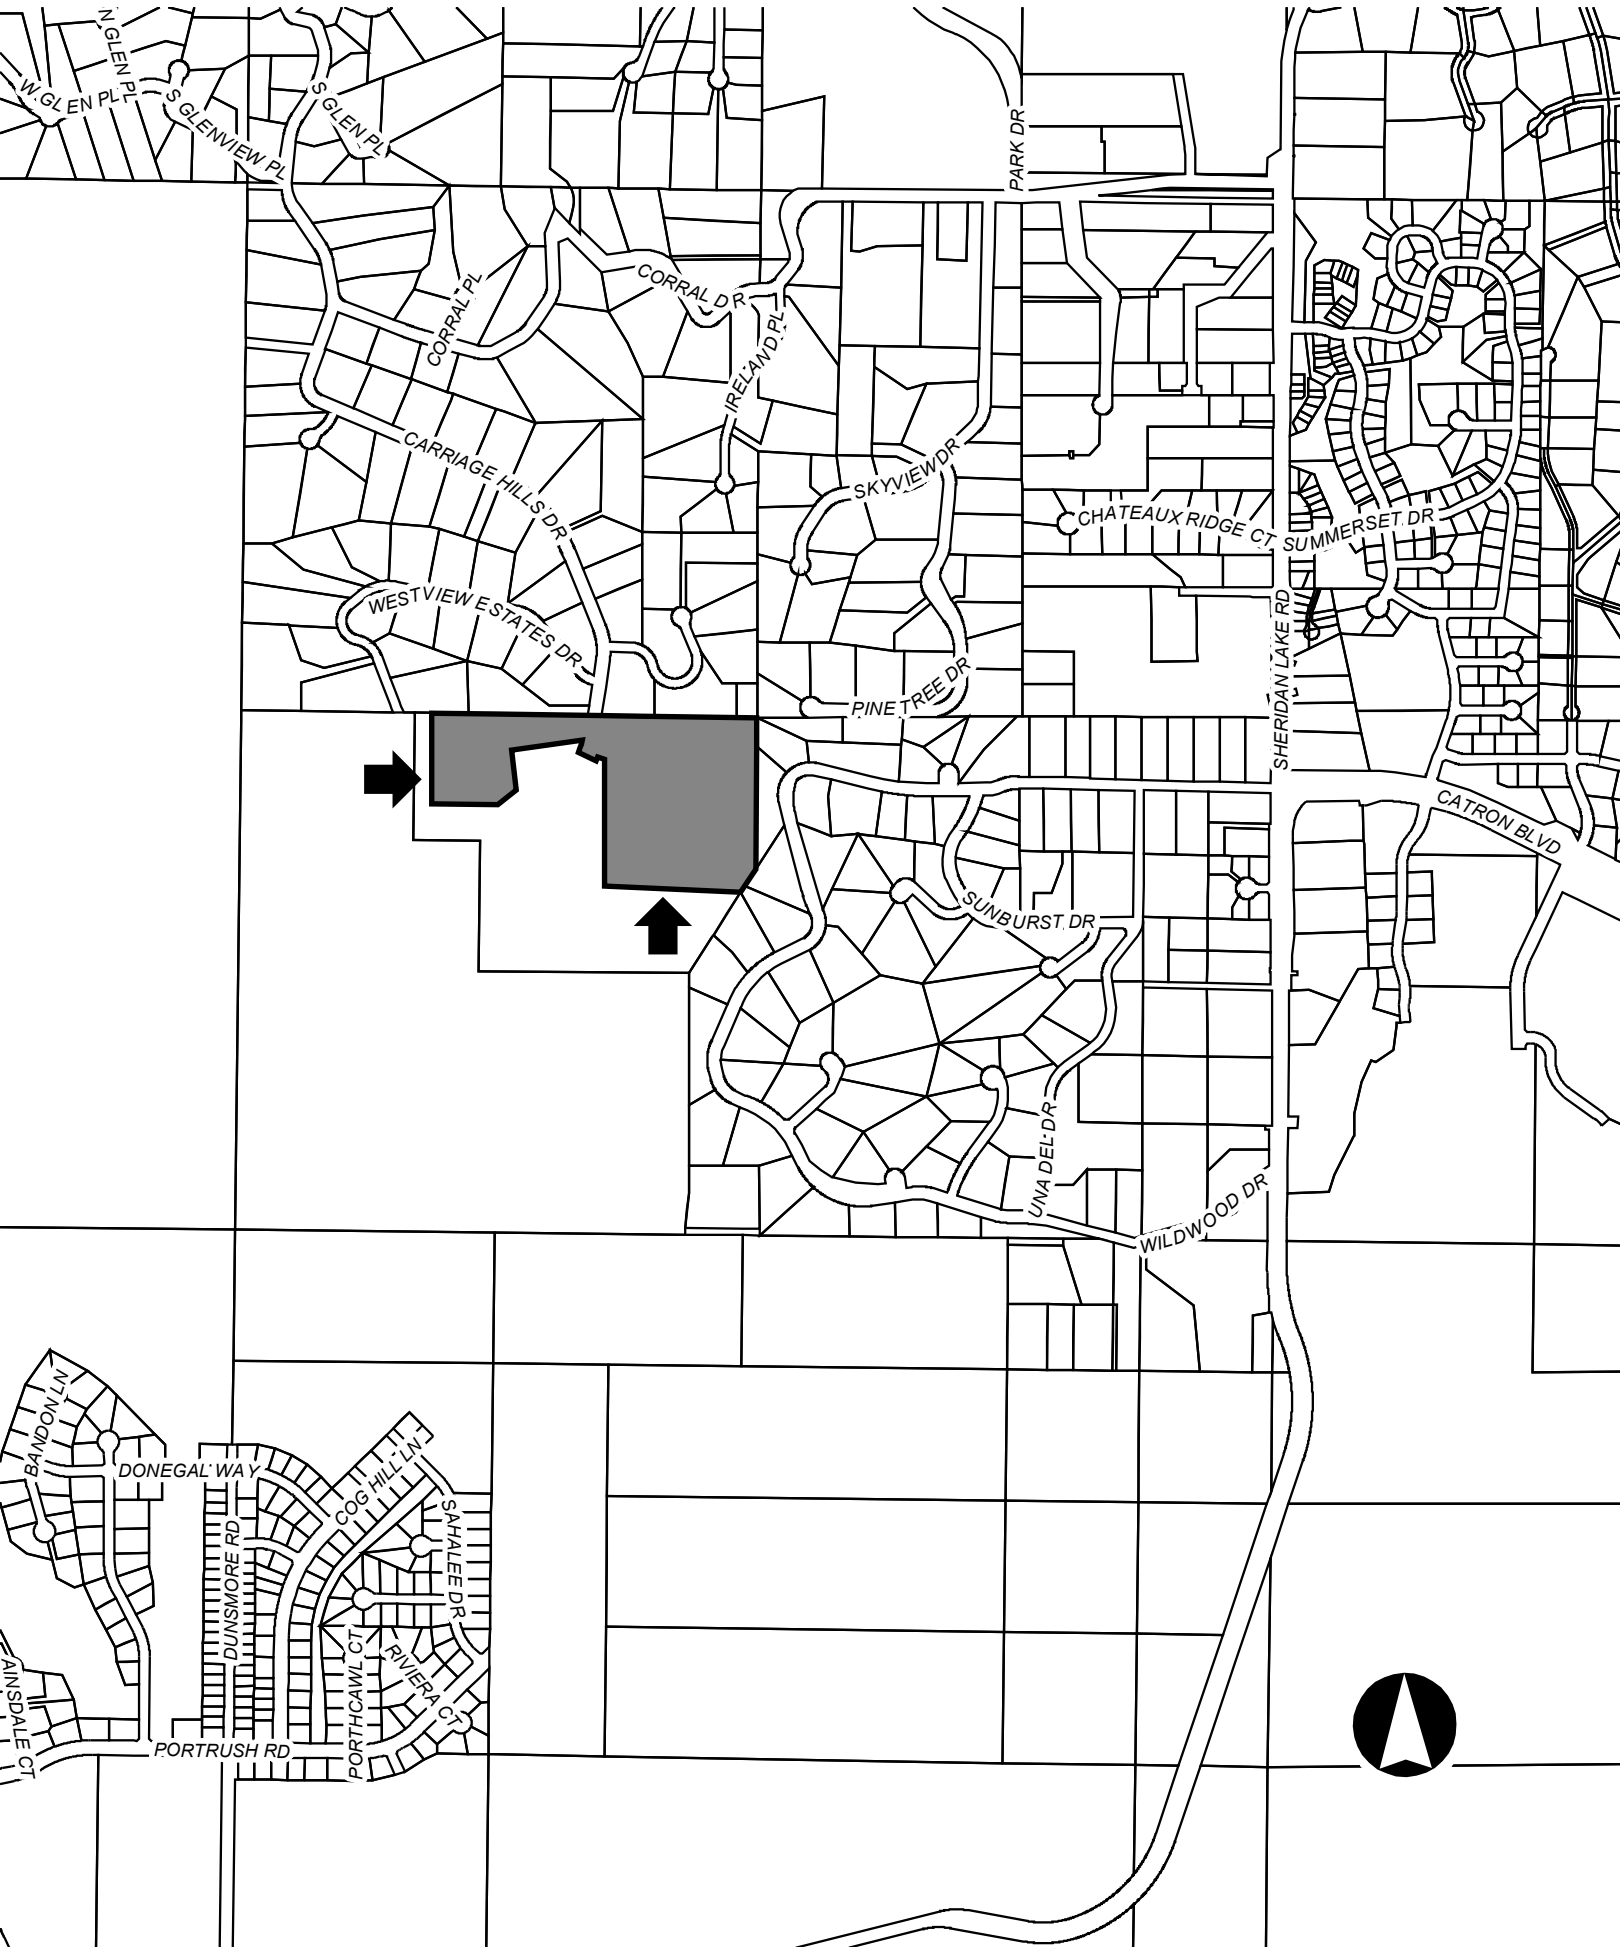 N GLEN PL
W GLEN PL
S GLENVIEW PL
S GLEN PL
PARK DR
CORRAL DR
CORRAL PL
IRELAND PL
CARRIAGE HILLS DR
SKYVIEW DR
CHATEAUX RIDGE CT
SUMMERSET DR
WESTVIEW ESTATES DR
SHERIDAN LAKE RD
PINE TREE DR
CATRON BLVD
SUNBURST DR
UNA DEL DR
WILDWOOD DR
BANDON LN
DONEGAL WAY
COG HILL LN
SAHALEE DR
DUNSMORE RD
PORTHCAWL CT
RIVIERA CT
AINSDALE CT
PORTRUSH RD